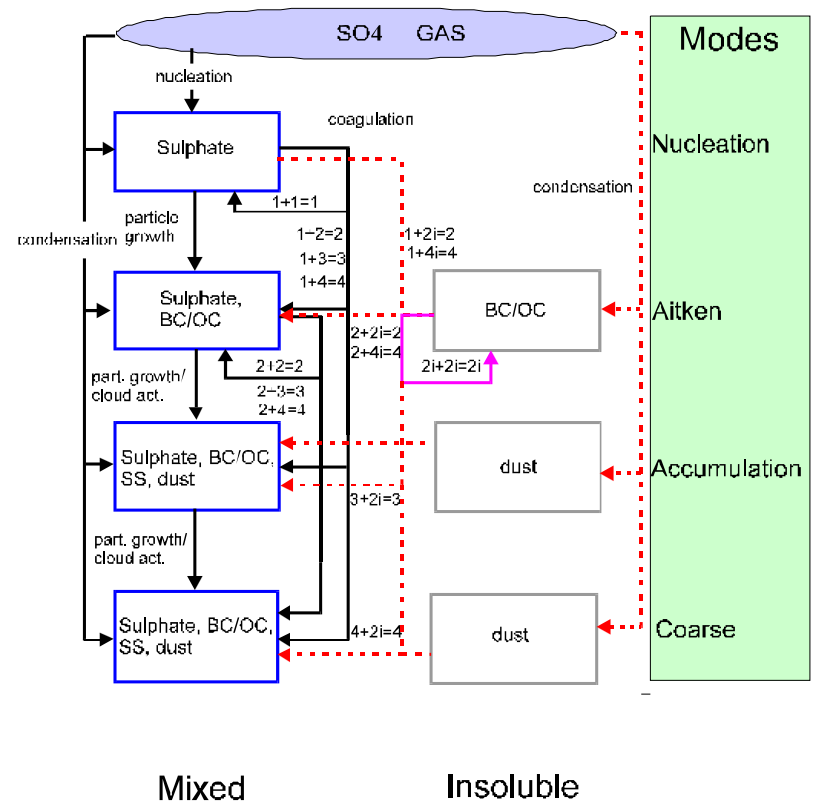 SO4 GAS
Modes
nucleation
coagulation
Sulphate
Nucleation
condensation
1+1=1
particle
growth
condensation
1−2=2
1+3=3
1+4=4
1+2i=2
1+4i=4
Sulphate,
BC/OC
BC/OC
Aitken
2+2i=2
2+4i=4
2i+2i=2i
2+2=2
2−3=3
2+4=4
part. growth/
cloud act.
Sulphate, BC/OC,
SS, dust
dust
Accumulation
3+2i=3
part. growth/
cloud act.
Sulphate, BC/OC,
SS, dust
4+2i=4
dust
Coarse
Mixed
Insoluble